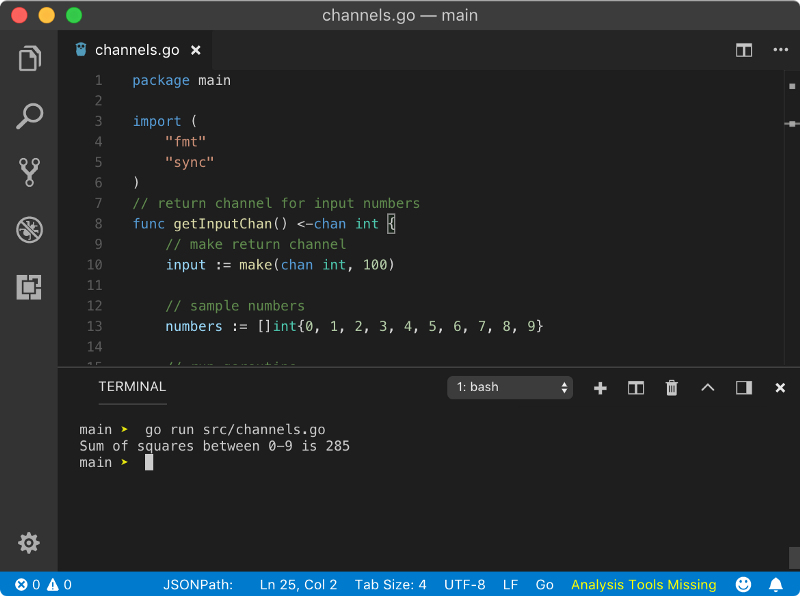 channels.go — main
channels.go
1 package main
2
3 import (
4 "fmt"
5 "sync"
6 )
7 // return channel for input numbers
8 func getInputChan() <-chan int {
9 // make return channel
10 input := make(chan int, 100)
11
12 // sample numbers
13 numbers := []int{0, 1, 2, 3, 4, 5, 6, 7, 8, 9}
14
TERMINAL
1: bash
main ➤ go run src/channels.go
Sum of squares between 0-9 is 285
main ➤
0 0 JSONPath: Ln 25, Col 2 Tab Size: 4 UTF-8 LF Go Analysis Tools Missing